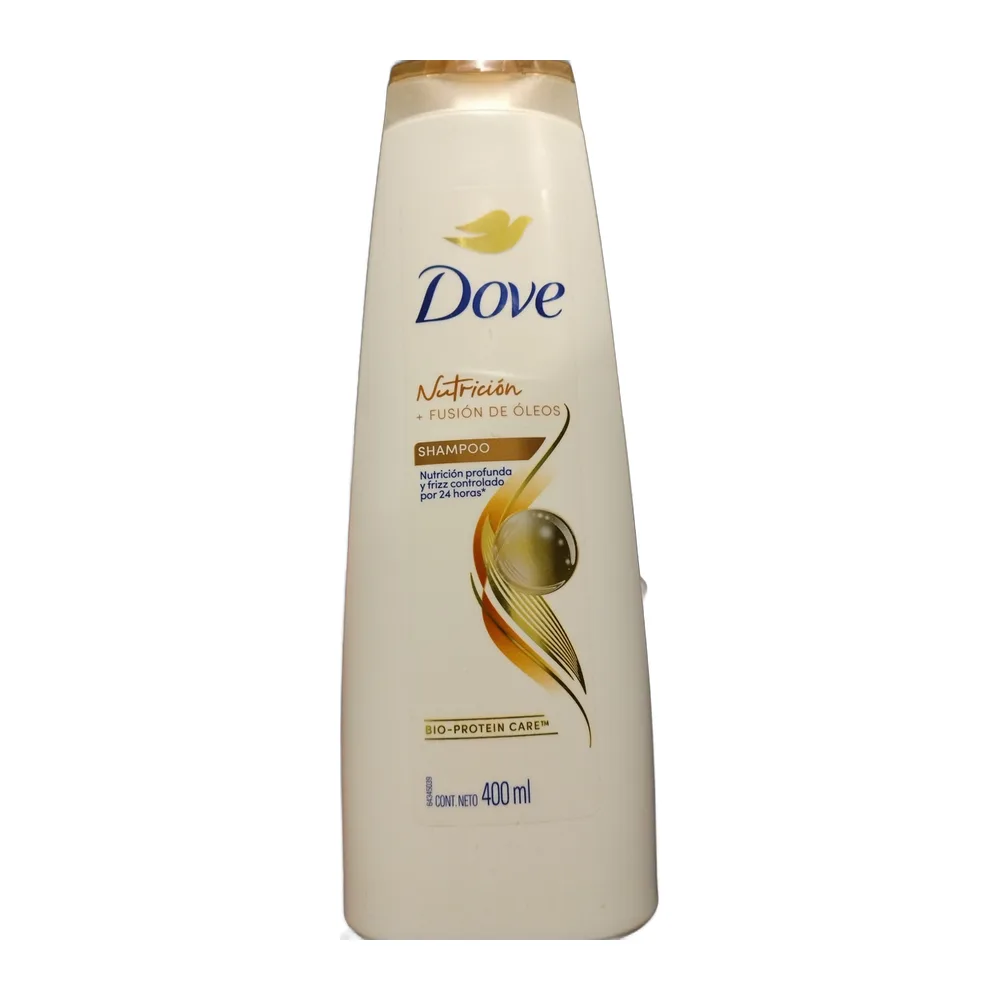 Dove
Nutrición
+ FUSIÓN DE ÓLEOS
SHAMPOO
Nutrición profunda
y frizz controlado
por 24 horas*
BIO-PROTEIN CARE™
CONT. NETO 400 ml